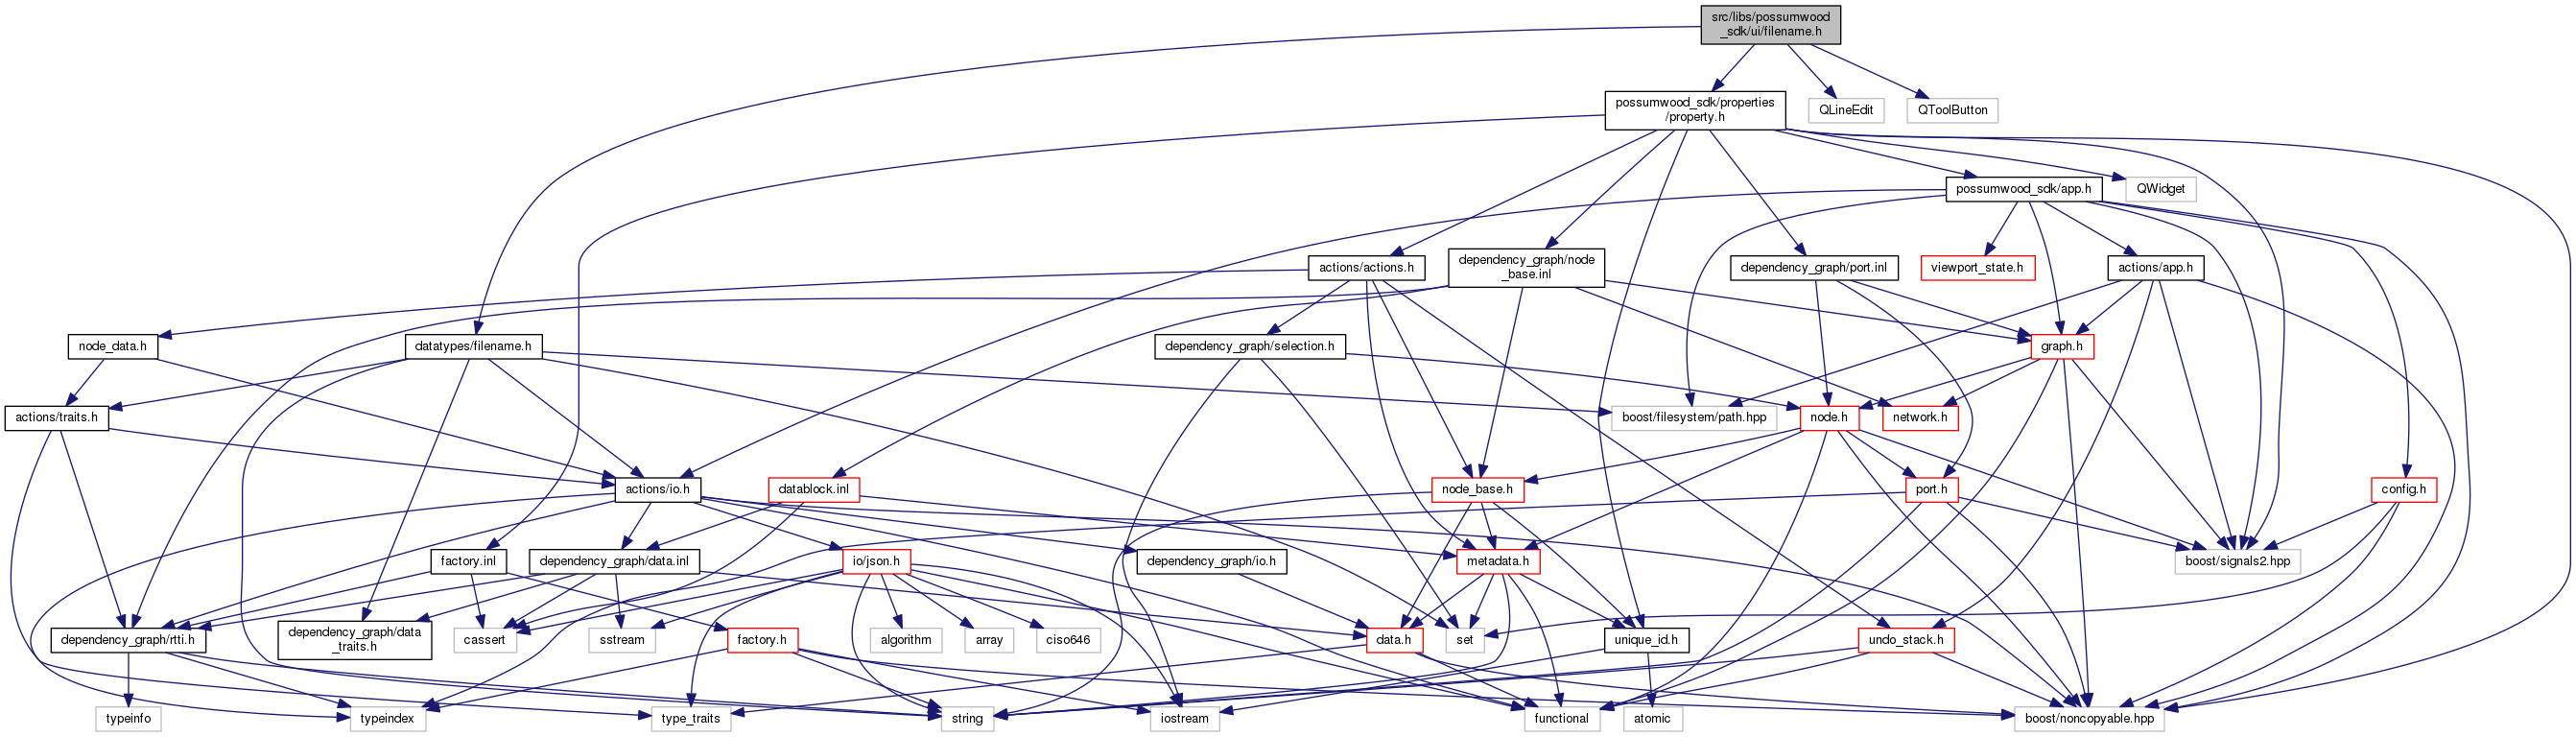 src/libs/possumwood
_sdk/ui/filename.h
possumwood_sdk/properties
/property.h
QLineEdit
QToolButton
possumwood_sdk/app.h
QWidget
actions/actions.h
dependency_graph/node
_base.inl
dependency_graph/port.inl
viewport_state.h
actions/app.h
node_data.h
datatypes/filename.h
dependency_graph/selection.h
graph.h
actions/traits.h
boost/filesystem/path.hpp
node.h
network.h
actions/io.h
datablock.inl
node_base.h
port.h
config.h
factory.inl
dependency_graph/data.inl
io/json.h
dependency_graph/io.h
metadata.h
boost/signals2.hpp
dependency_graph/rtti.h
dependency_graph/data
_traits.h
cassert
sstream
factory.h
algorithm
array
ciso646
data.h
set
unique_id.h
undo_stack.h
typeinfo
typeindex
type_traits
string
iostream
functional
atomic
boost/noncopyable.hpp